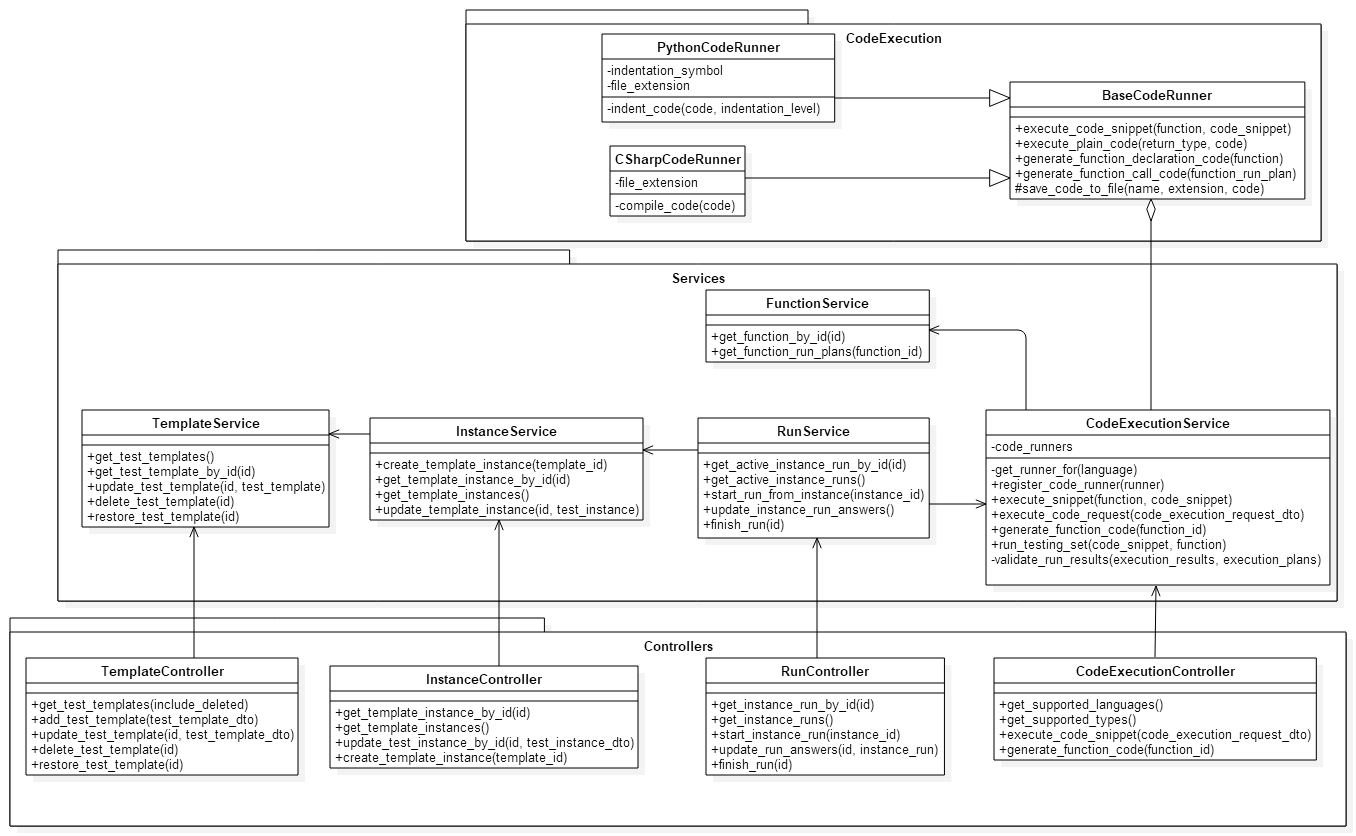 CodeExecution
PythonCodeRunner
-indentation_symbol
-file_extension
-indent_code(code, indentation_level)
BaseCodeRunner
+execute_code_snippet(function, code_snippet)
+execute_plain_code(return_type, code)
+generate_function_declaration_code(function)
+generate_function_call_code(function_run_plan)
#save_code_to_file(name, extension, code)
CSharpCodeRunner
-file_extension
-compile_code(code)
Services
FunctionService
+get_function_by_id(id)
+get_function_run_plans(function_id)
TemplateService
+get_test_templates()
+get_test_template_by_id(id)
+update_test_template(id, test_template)
+delete_test_template(id)
+restore_test_template(id)
InstanceService
+create_template_instance(template_id)
+get_template_instance_by_id(id)
+get_template_instances()
+update_template_instance(id, test_instance)
RunService
+get_active_instance_run_by_id(id)
+get_active_instance_runs()
+start_run_from_instance(instance_id)
+update_instance_run_answers()
+finish_run(id)
CodeExecutionService
-code_runners
-get_runner_for(language)
+register_code_runner(runner)
+execute_snippet(function, code_snippet)
+execute_code_request(code_execution_request_dto)
+generate_function_code(function_id)
+run_testing_set(code_snippet, function)
-validate_run_results(execution_results, execution_plans)
Controllers
TemplateController
+get_test_templates(include_deleted)
+add_test_template(test_template_dto)
+update_test_template(id, test_template_dto)
+delete_test_template(id)
+restore_test_template(id)
InstanceController
+get_template_instance_by_id(id)
+get_template_instances()
+update_test_instance_by_id(id, test_instance_dto)
+create_template_instance(template_id)
RunController
+get_instance_run_by_id(id)
+get_instance_runs()
+start_instance_run(instance_id)
+update_run_answers(id, instance_run)
+finish_run(id)
CodeExecutionController
+get_supported_languages()
+get_supported_types()
+execute_code_snippet(code_execution_request_dto)
+generate_function_code(function_id)